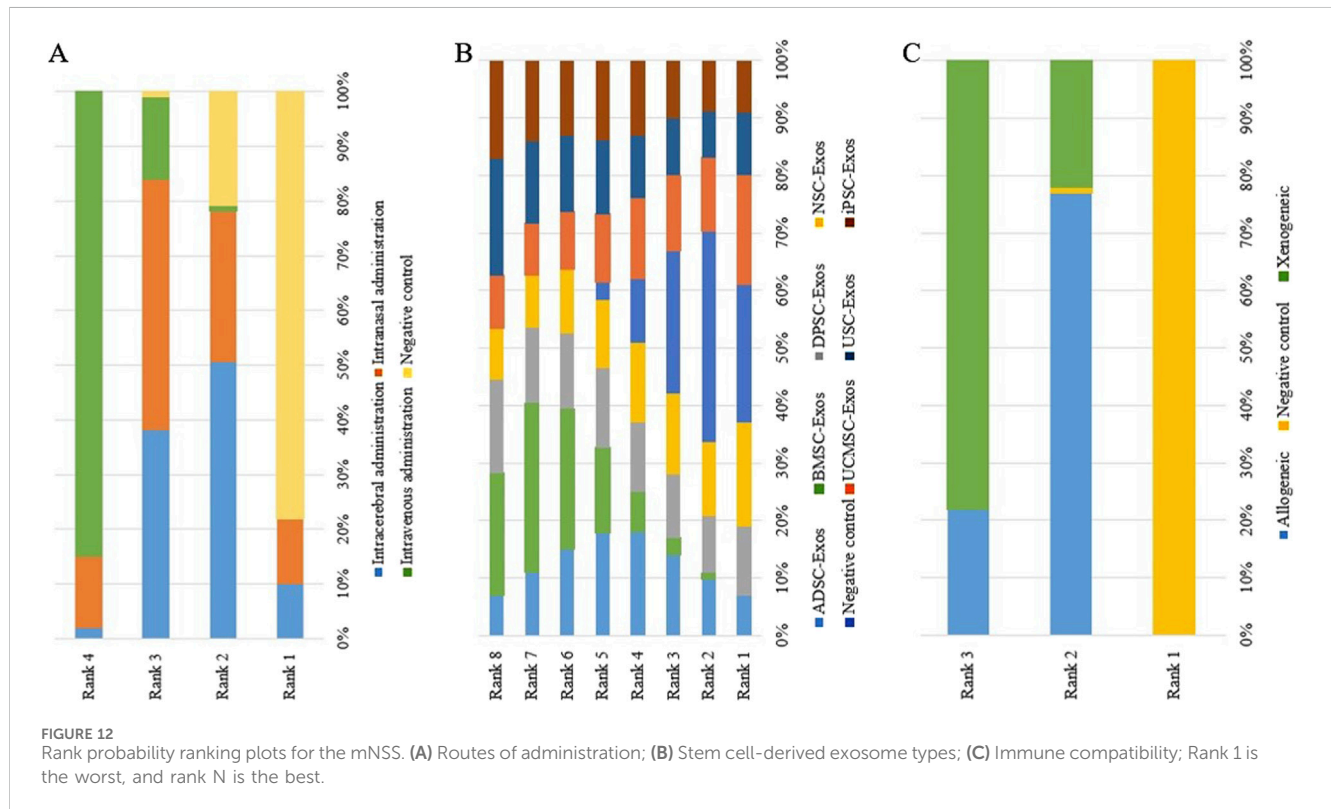 A
100%
90%
80%
70%
60%
50%
40%
30%
20%
10%
0%
Rank 4
Rank 3
Rank 2
Rank 1
Intracerebral administration
Intranasal administration
Intravenous administration
Negative control
B
100%
90%
80%
70%
60%
50%
40%
30%
20%
10%
0%
Rank 8
Rank 7
Rank 6
Rank 5
Rank 4
Rank 3
Rank 2
Rank 1
ADSC-Exos
BMSC-Exos
DPSC-Exos
NSC-Exos
Negative control
UCMSC-Exos
USC-Exos
iPSC-Exos
C
100%
90%
80%
70%
60%
50%
40%
30%
20%
10%
0%
Rank 3
Rank 2
Rank 1
Allogeneic
Negative control
Xenogeneic
FIGURE 12
Rank probability ranking plots for the mNSS. (A) Routes of administration; (B) Stem cell-derived exosome types; (C) Immune compatibility; Rank 1 is
the worst, and rank N is the best.